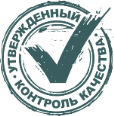 УТВЕРЖДЕННЫЙ
КОНТРОЛЬ КАЧЕСТВА